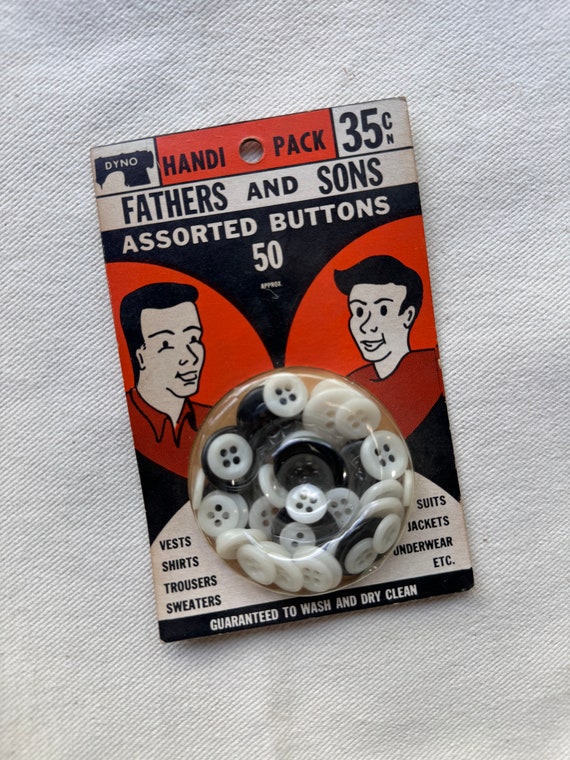 DYNO
HANDI PACK
35¢N
FATHERS AND SONS
ASSORTED BUTTONS
50
APPROX.
VESTS
SHIRTS
TROUSERS
SWEATERS
SUITS
JACKETS
UNDERWEAR
ETC.
GUARANTEED TO WASH AND DRY CLEAN